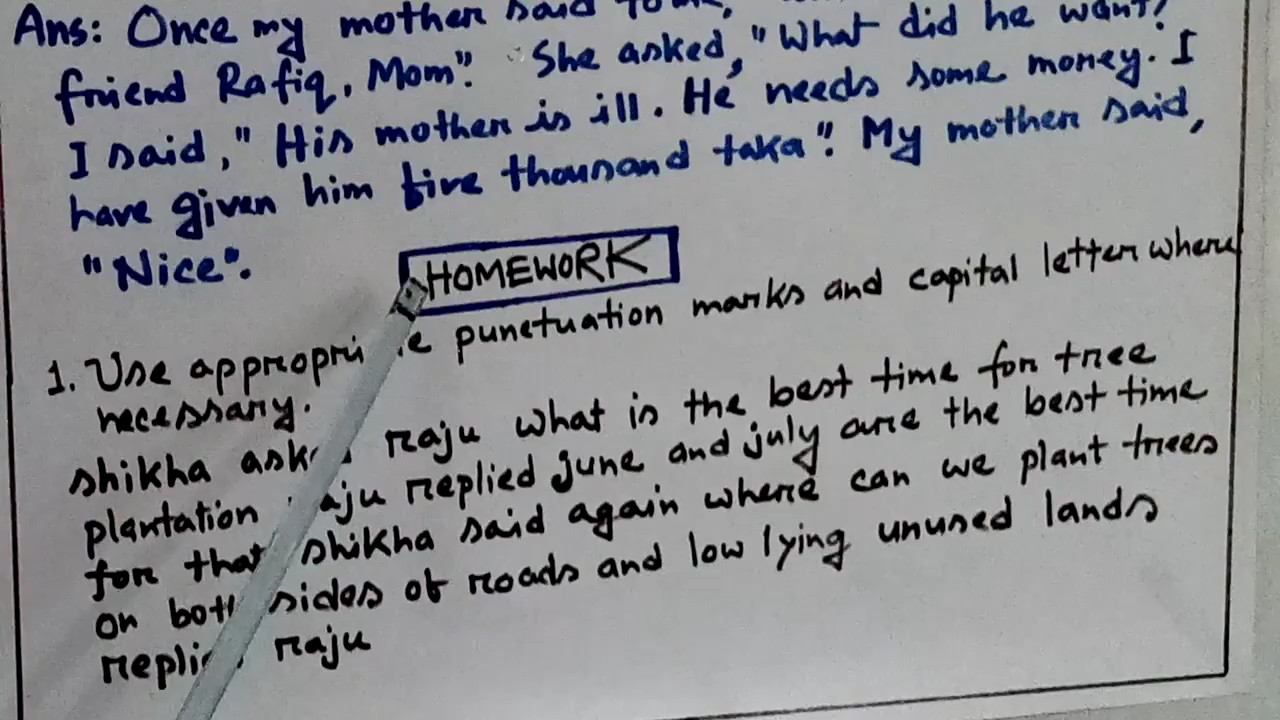 Ans: Once my mother said
friend Rafiq, Mom". She asked, "What did he want?
I said, " His mother is ill. He needs some money. I
have given him five thousand taka". My mother said,
"Nice".
HOMEWORK
1. Use punctuation marks and capital letter where
necessary.
shikha raju what is the best time for tree
plantation replied june and july are the best time
for that shikha said again where can we plant trees
on both sides of roads and low lying unused lands
raju